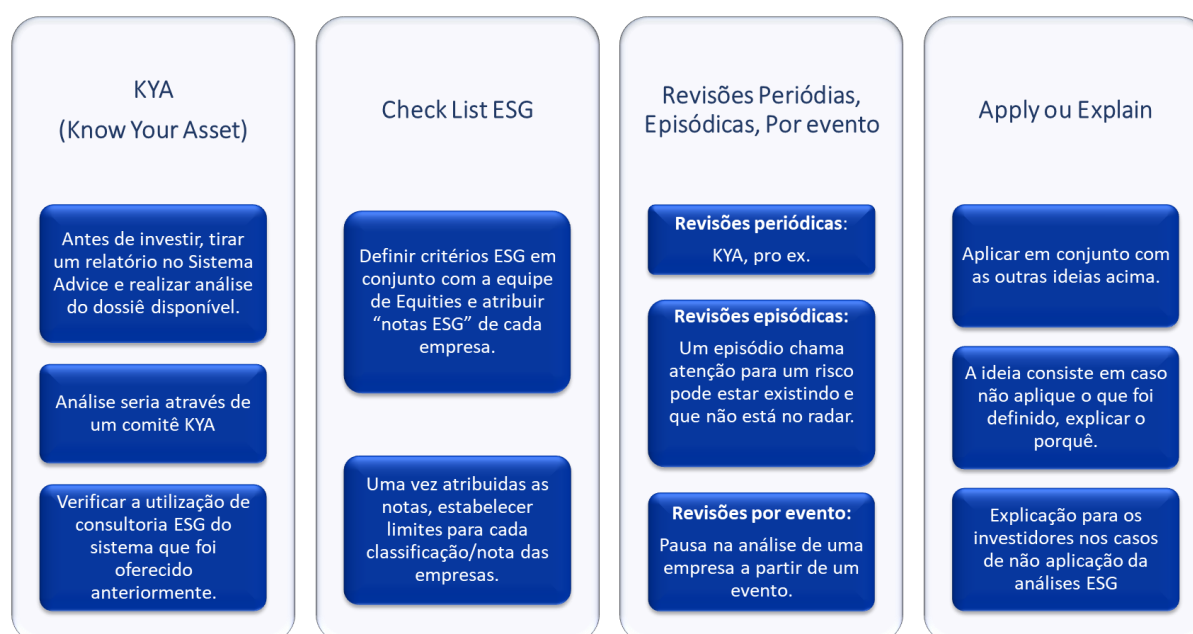 KYA
(Know Your Asset)
Antes de investir, tirar
um relatório no Sistema
Advice e realizar análise
do dossiê disponível.
Análise seria através de
um comitê KYA
Verificar a utilização de
consultoria ESG do
sistema que foi
oferecido
anteriormente.
Check List ESG
Definir critérios ESG em
conjunto com a equipe
de Equities e atribuir
“notas ESG” de cada
empresa.
Uma vez atribuidas as
notas, estabelecer
limites para cada
classificação/nota das
empresas.
Revisões Periódias,
Episódicas, Por evento
Revisões periódicas:
KYA, pro ex.
Revisões episódicas:
Um episódio chama
atenção para um risco
pode estar existindo e
que não está no radar.
Revisões por evento:
Pausa na análise de uma
empresa a partir de um
evento.
Apply ou Explain
Aplicar em conjunto com
as outras ideias acima.
A ideia consiste em caso
não aplique o que foi
definido, explicar o
porquê.
Explicação para os
investidores nos casos
de não aplicação da
análises ESG